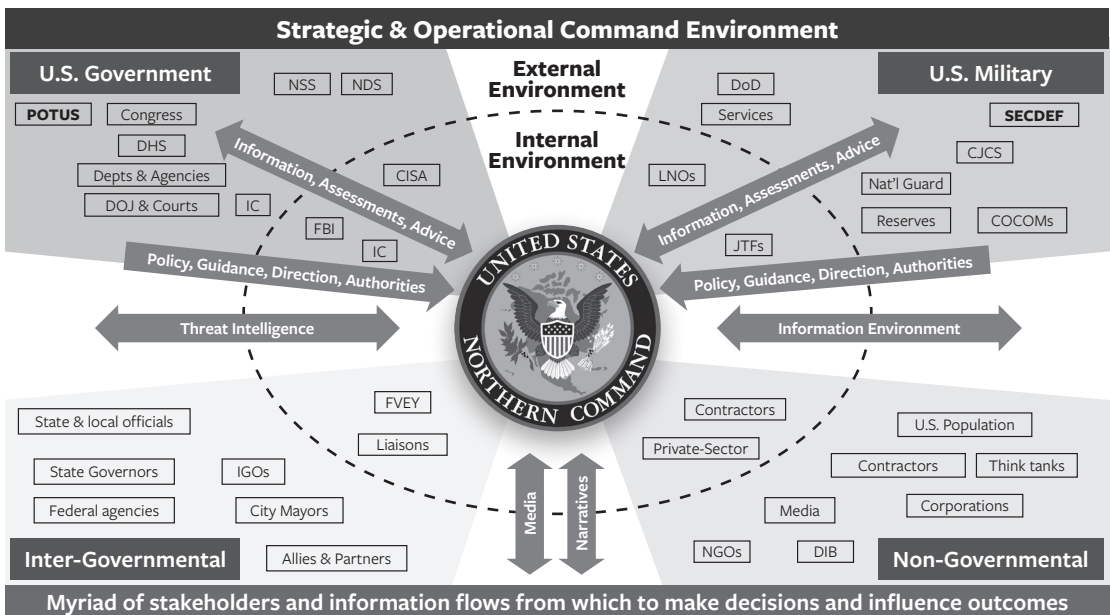 Strategic & Operational Command Environment
U.S. Government
NSS
NDS
POTUS
Congress
DHS
Depts & Agencies
DOJ & Courts
IC
CISA
FBI
IC
Information, Assessments, Advice
Policy, Guidance, Direction, Authorities
Threat Intelligence
External
Environment
Internal
Environment
U.S. Military
DoD
Services
SECDEF
CJCS
LNOs
Nat’l Guard
Reserves
COCOMs
JTFs
Information, Assessments, Advice
Policy, Guidance, Direction, Authorities
Information Environment
UNITED STATES
NORTHERN COMMAND
State & local officials
FVEY
Liaisons
State Governors
IGOs
Federal agencies
City Mayors
Allies & Partners
Inter-Governmental
Media
Narratives
Contractors
Private-Sector
U.S. Population
Contractors
Think tanks
Corporations
Media
NGOs
DIB
Non-Governmental
Myriad of stakeholders and information flows from which to make decisions and influence outcomes